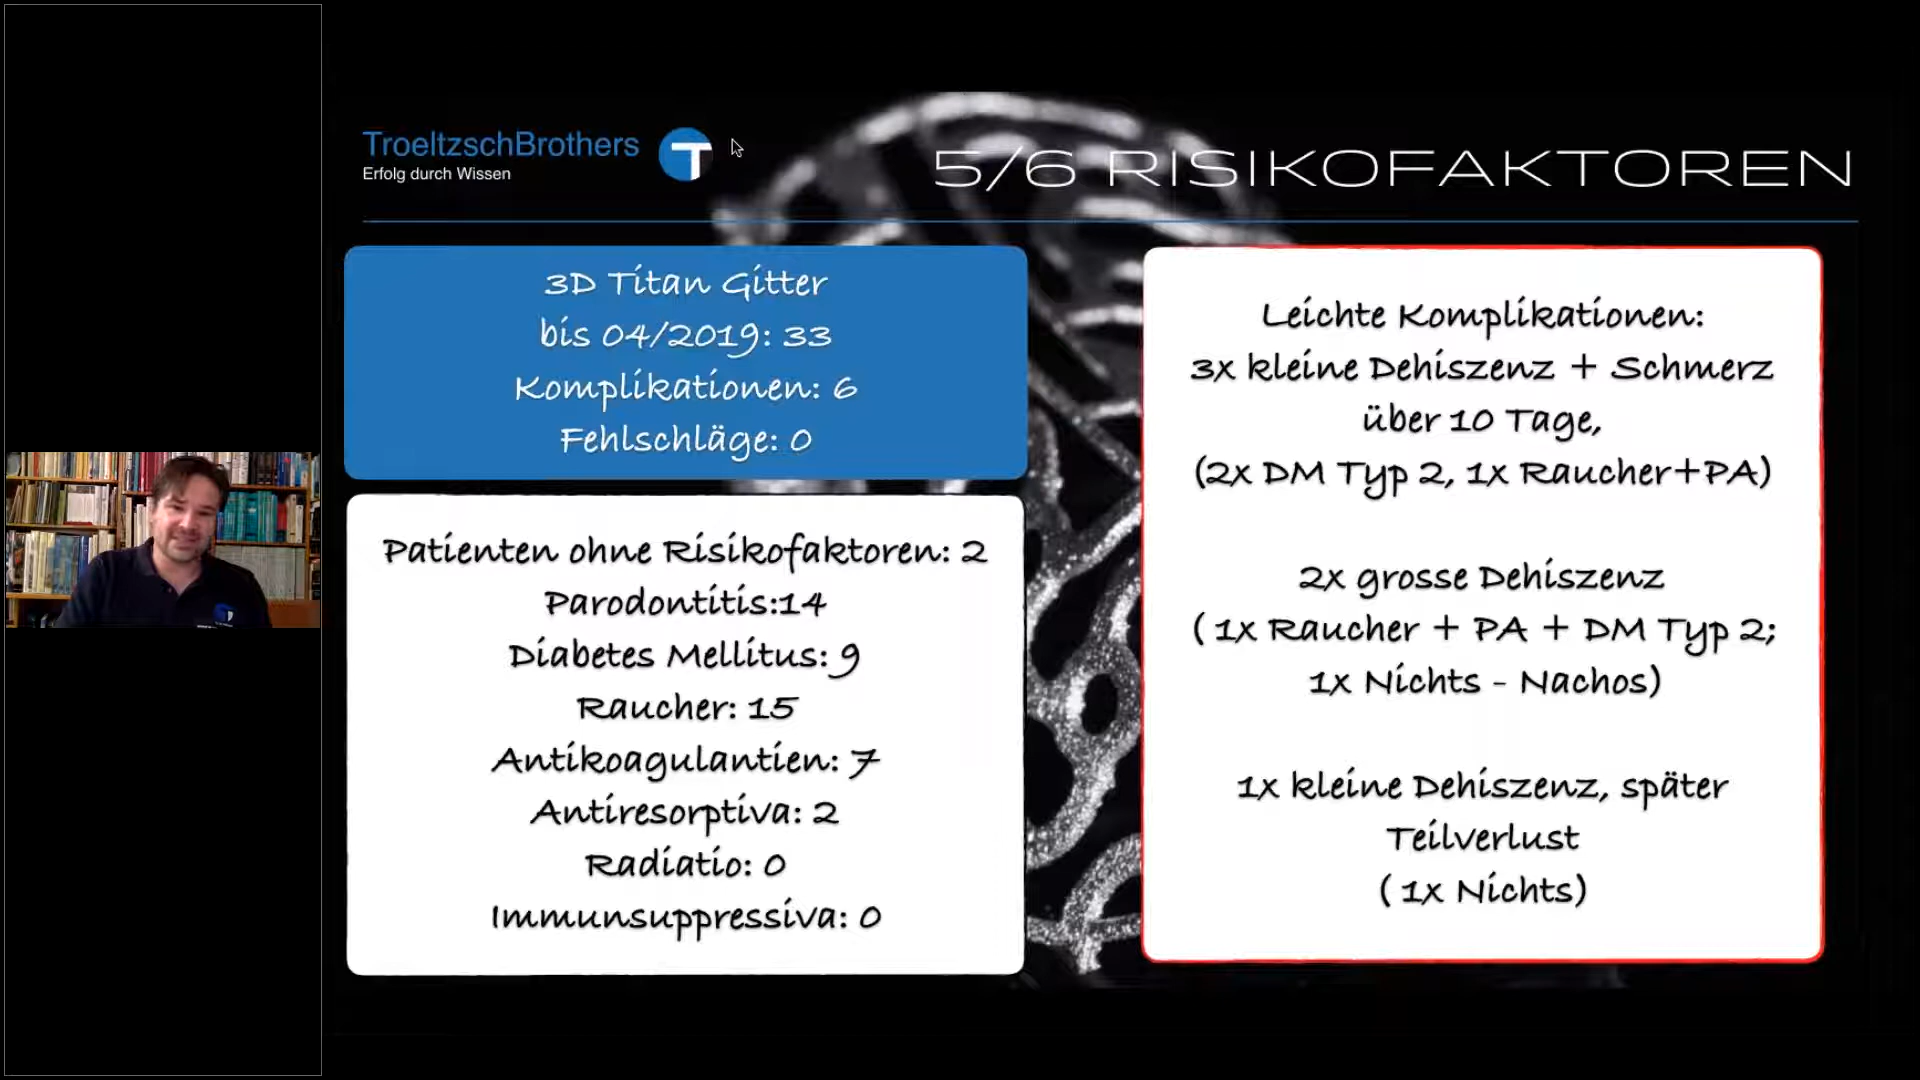 TroeltzschBrothers
Erfolg durch Wissen
T
5/6 RISIKOFAKTOREN
3D Titan Gitter
bis 04/2019: 33
Komplikationen: 6
Fehlschläge: 0
Patienten ohne Risikofaktoren: 2
Parodontitis:14
Diabetes Mellitus: 9
Raucher: 15
Antikoagulantien: 7
Antiresorptiva: 2
Radiatio: 0
Immunsuppressiva: 0
Leichte Komplikationen:
3x kleine Dehiszenz + Schmerz
über 10 Tage,
(2x DM Typ 2, 1x Raucher+PA)
2x grosse Dehiszenz
( 1x Raucher + PA + DM Typ 2;
1x Nichts - Nachos)
1x kleine Dehiszenz, später
Teilverlust
( 1x Nichts)